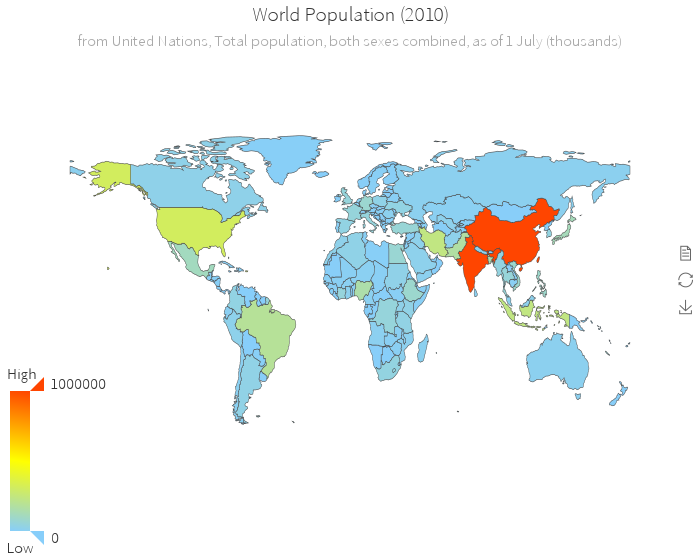 World Population (2010)
from United Nations, Total population, both sexes combined, as of 1 July (thousands)
High
1000000
0
Low